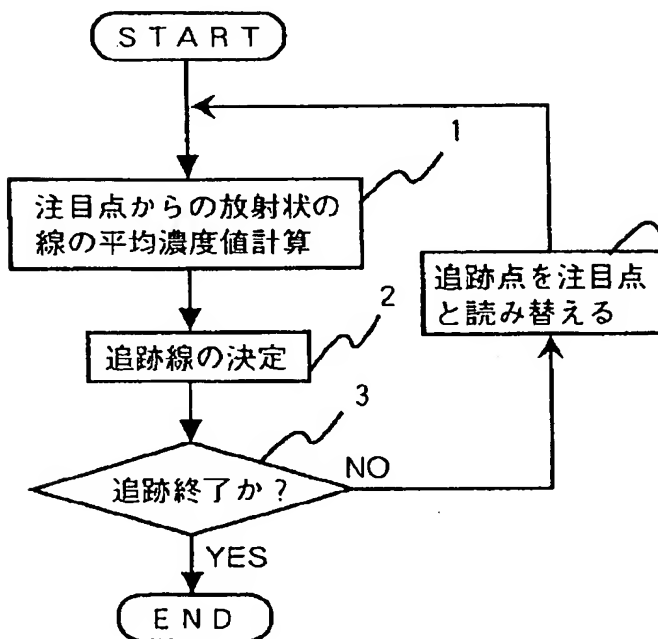 START
1
注目点からの放射状の
線の平均濃度値計算
追跡点を注目点
と読み替える
2
追跡線の決定
3
追跡終了か?
NO
YES
END